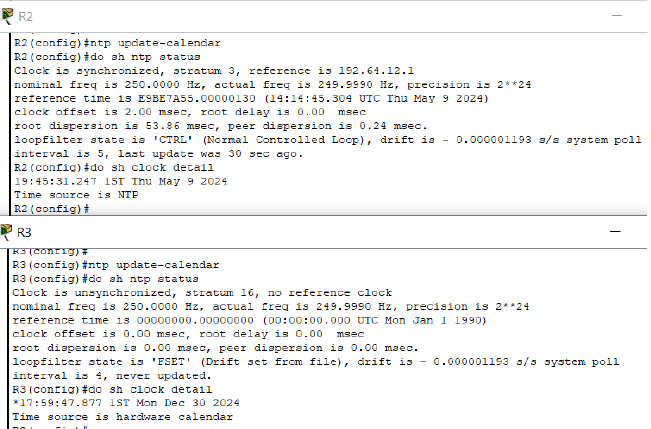 R2
R2(config)#ntp update-calendar
R2(config)#do sh ntp status
Clock is synchronized, stratum 3, reference is 192.64.12.1
nominal freq is 250.0000 Hz, actual freq is 249.9990 Hz, precision is 2**24
reference time is E9BE7A55.00000130 (14:14:45.304 UTC Thu May 9 2024)
clock offset is 2.00 msec, root delay is 0.00  msec
root dispersion is 53.86 msec, peer dispersion is 0.24 msec.
loopfilter state is 'CTRL' (Normal Controlled Loop), drift is - 0.000001193 s/s system poll
interval is 5, last update was 30 sec ago.
R2(config)#do sh clock detail
19:45:31.247 IST Thu May 9 2024
Time source is NTP
R2(config)#
R3
R3(config)#
R3(config)#ntp update-calendar
R3(config)#do sh ntp status
Clock is unsynchronized, stratum 16, no reference clock
nominal freq is 250.0000 Hz, actual freq is 249.9990 Hz, precision is 2**24
reference time is 00000000.00000000 (00:00:00.000 UTC Mon Jan 1 1990)
clock offset is 0.00 msec, root delay is 0.00  msec
root dispersion is 0.00 msec, peer dispersion is 0.00 msec.
loopfilter state is 'FSET' (Drift set from file), drift is - 0.000001193 s/s system poll
interval is 4, never updated.
R3(config)#do sh clock detail
*17:59:47.877 IST Mon Dec 30 2024
Time source is hardware calendar